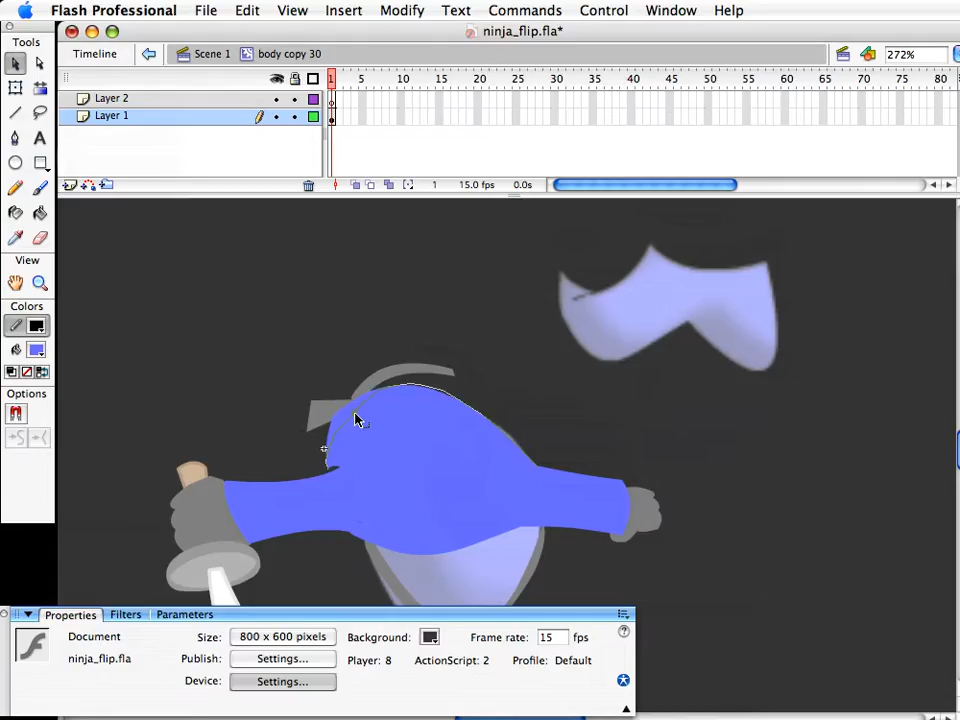 Flash Professional File Edit View Insert Modify Text Commands Control Window Help
ninja_flip.fla*
Tools
Timeline Scene 1 body copy 30 272%
1 5 10 15 20 25 30 35 40 45 50 55 60 65 70 75 80
Layer 2
Layer 1
A
1 15.0 fps 0.0s
View
Colors
Options
Properties Filters Parameters
Document Size: 800 x 600 pixels Background: Frame rate: 15 fps
ninja_flip.fla Publish: Settings... Player: 8 ActionScript: 2 Profile: Default
Device: Settings...